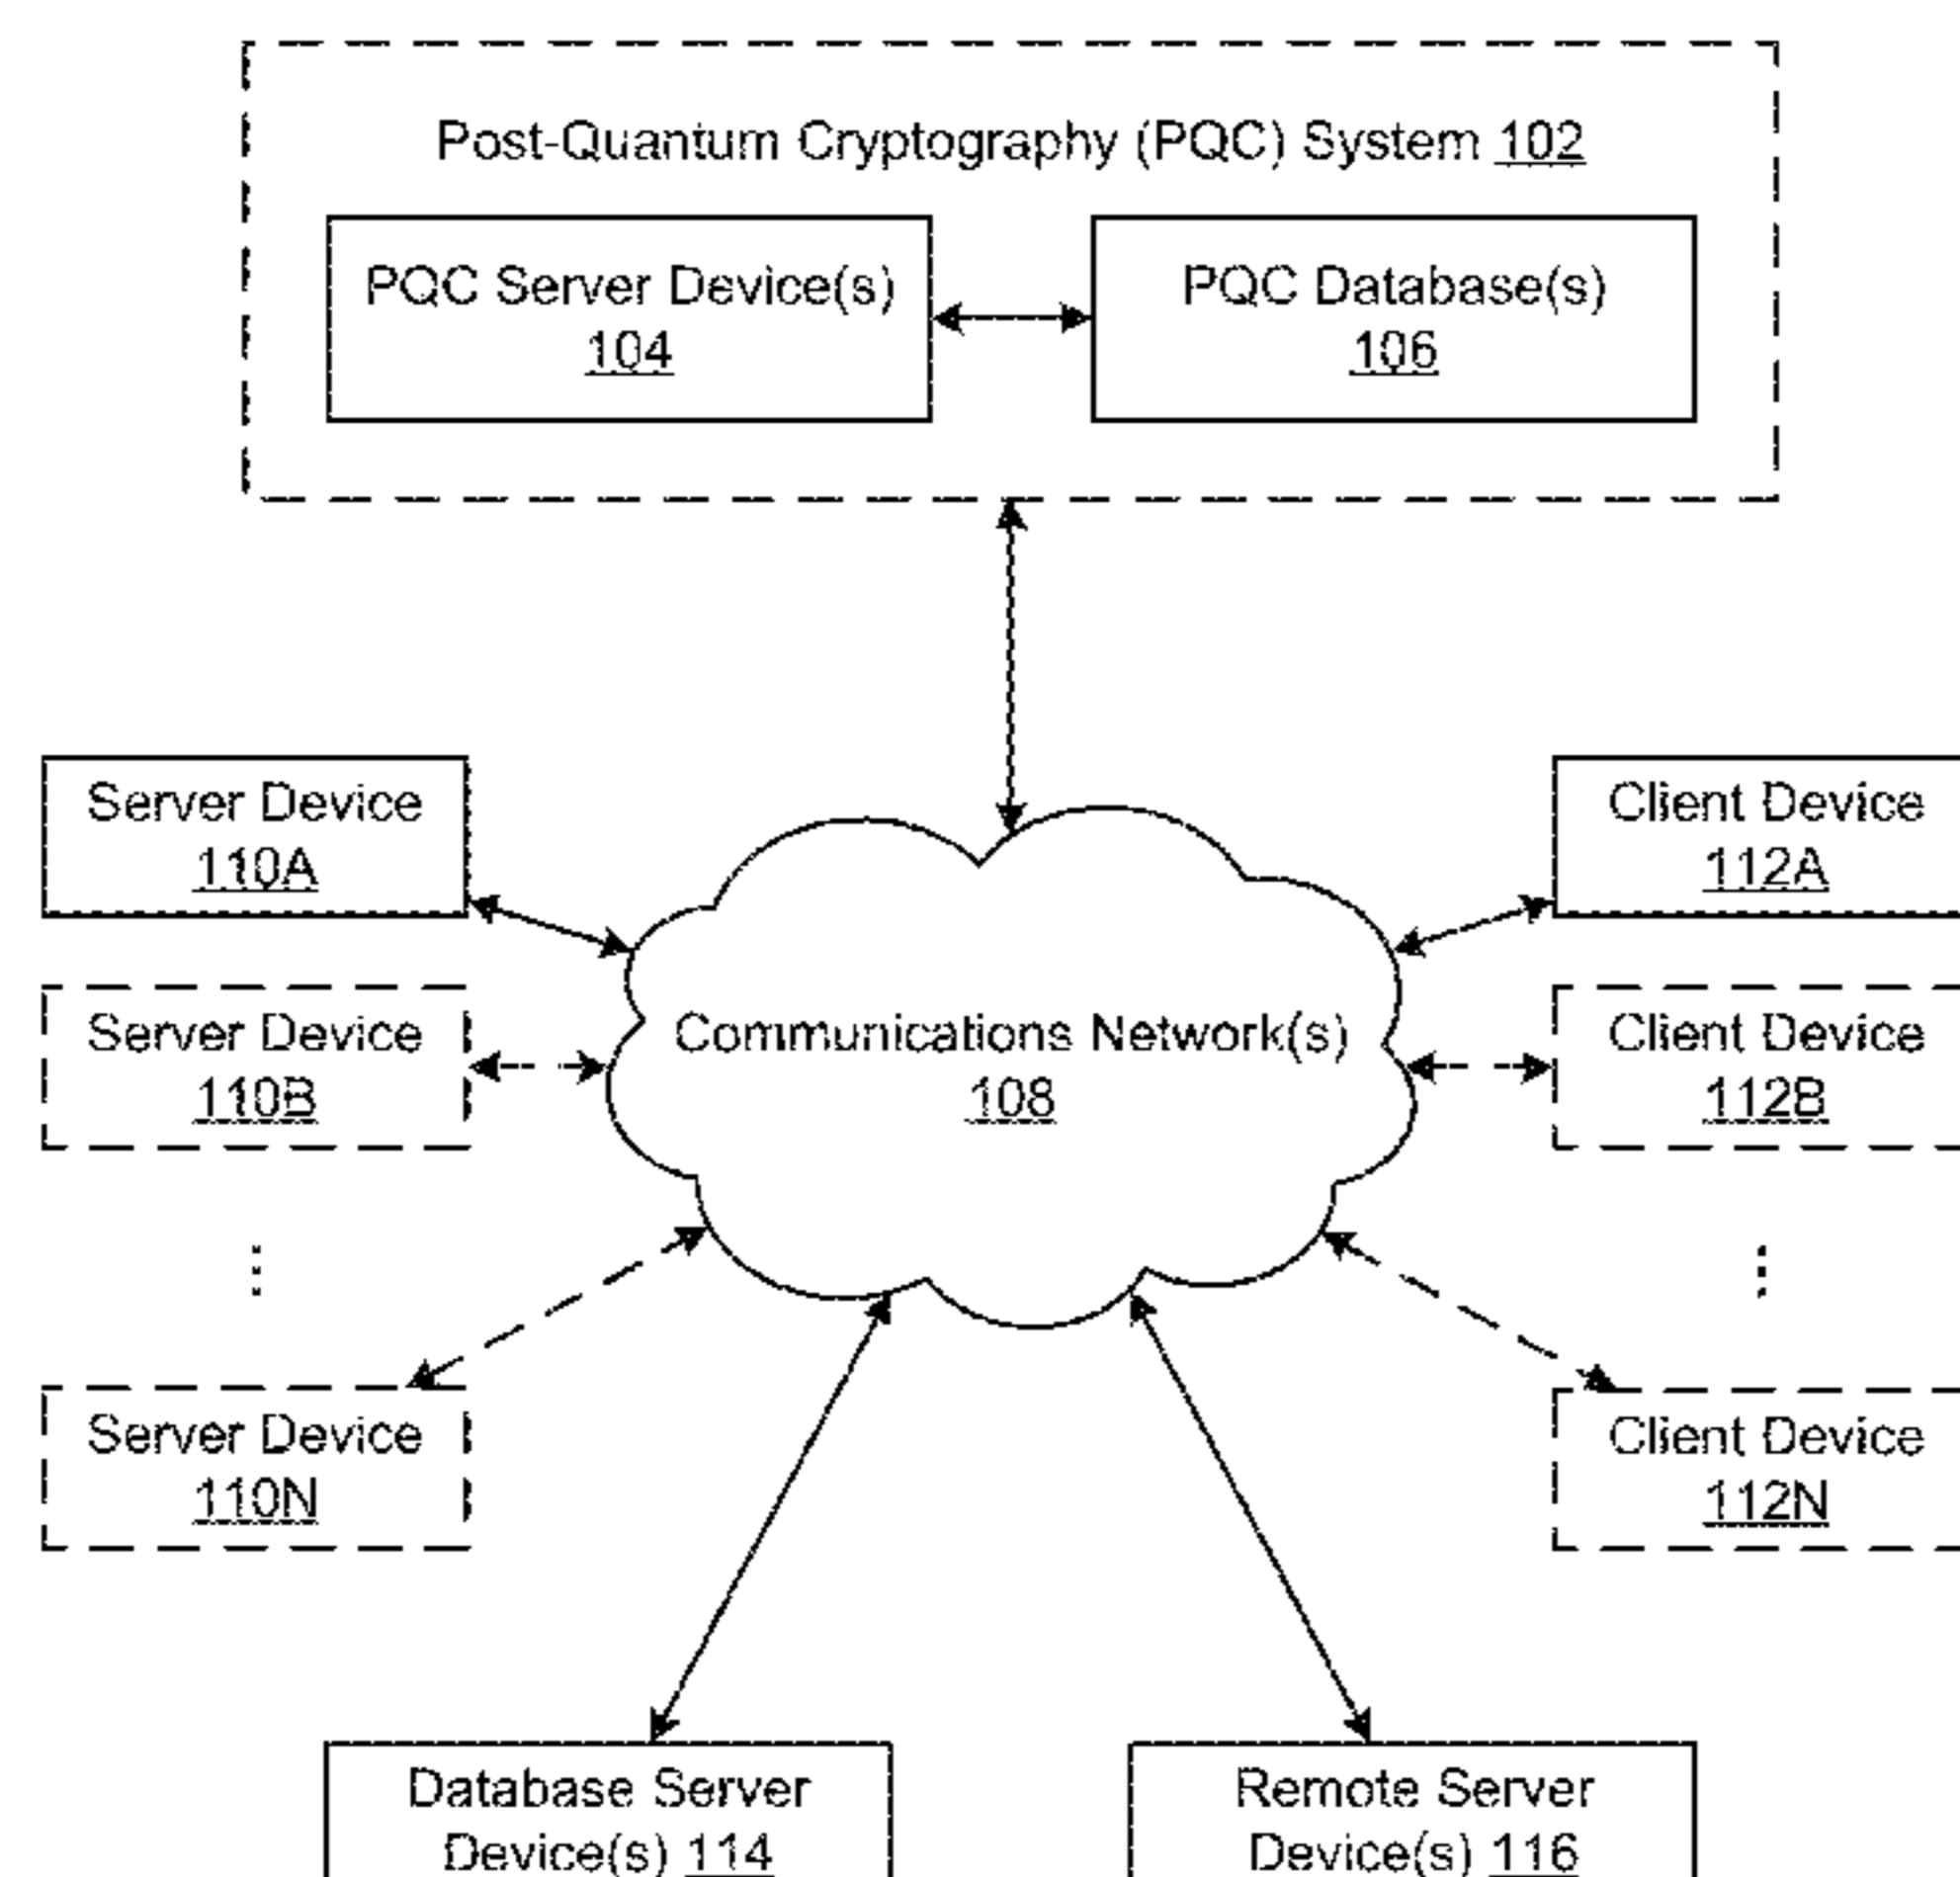 Post-Quantum Cryptography (PQC) System 102
PQC Server Device(s)
104
PQC Database(s)
106
Server Device
110A
Client Device
112A
Server Device
110B
Communications Network(s)
108
Client Device
112B
⋮
⋮
Server Device
110N
Client Device
112N
Database Server
Device(s) 114
Remote Server
Device(s) 116